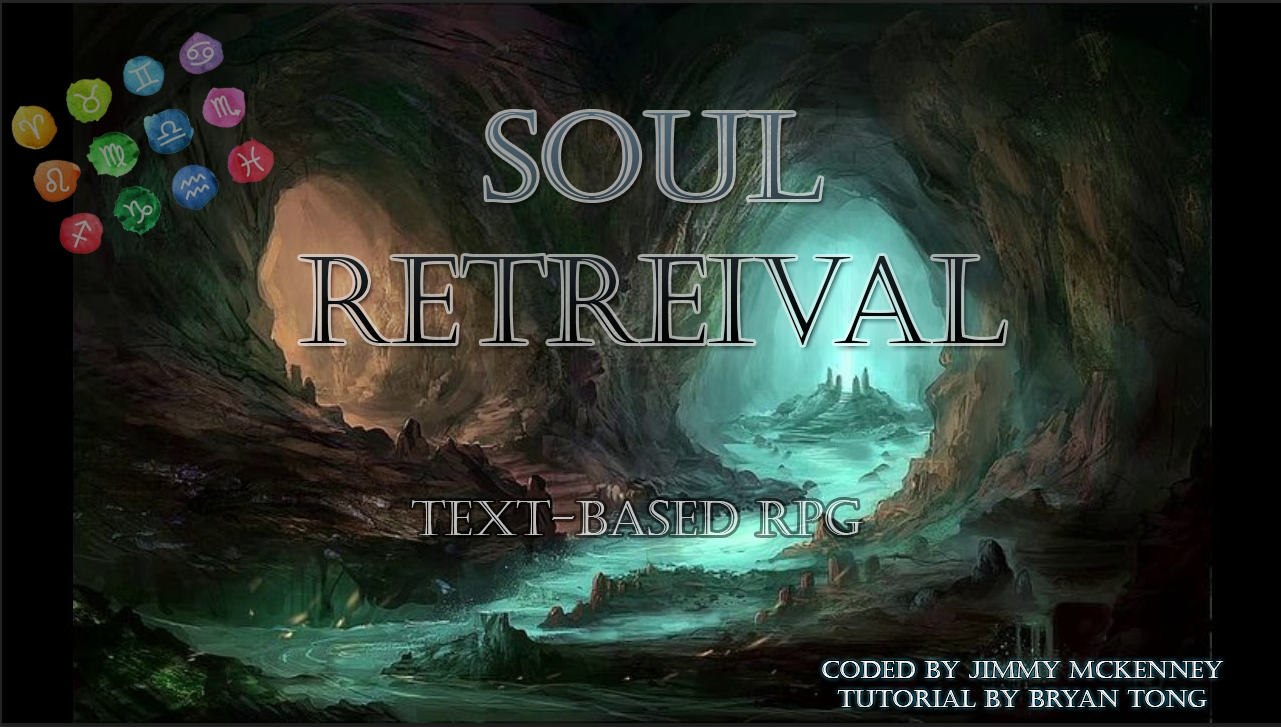 SOUL
RETREIVAL
TEXT-BASED RPG
CODED BY JIMMY MCKENNEY
TUTORIAL BY BRYAN TONG